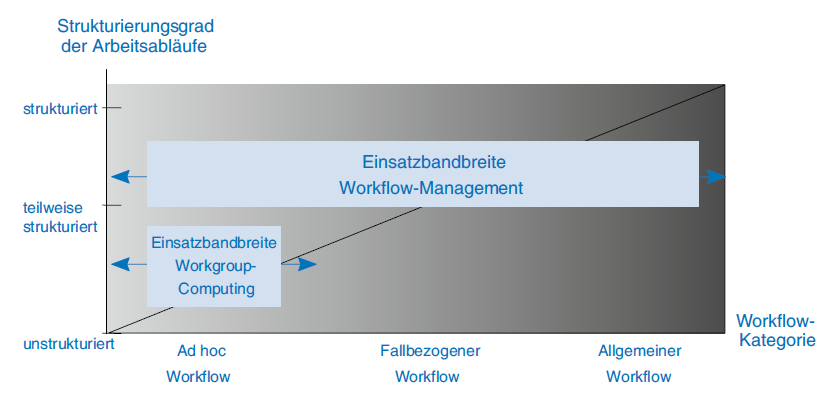 Strukturierungsgrad
der Arbeitsabläufe
strukturiert
Einsatzbandbreite
Workflow-Management
teilweise
strukturiert
Einsatzbandbreite
Workgroup-
Computing
unstrukturiert
Workflow-
Kategorie
Ad hoc
Workflow
Fallbezogener
Workflow
Allgemeiner
Workflow